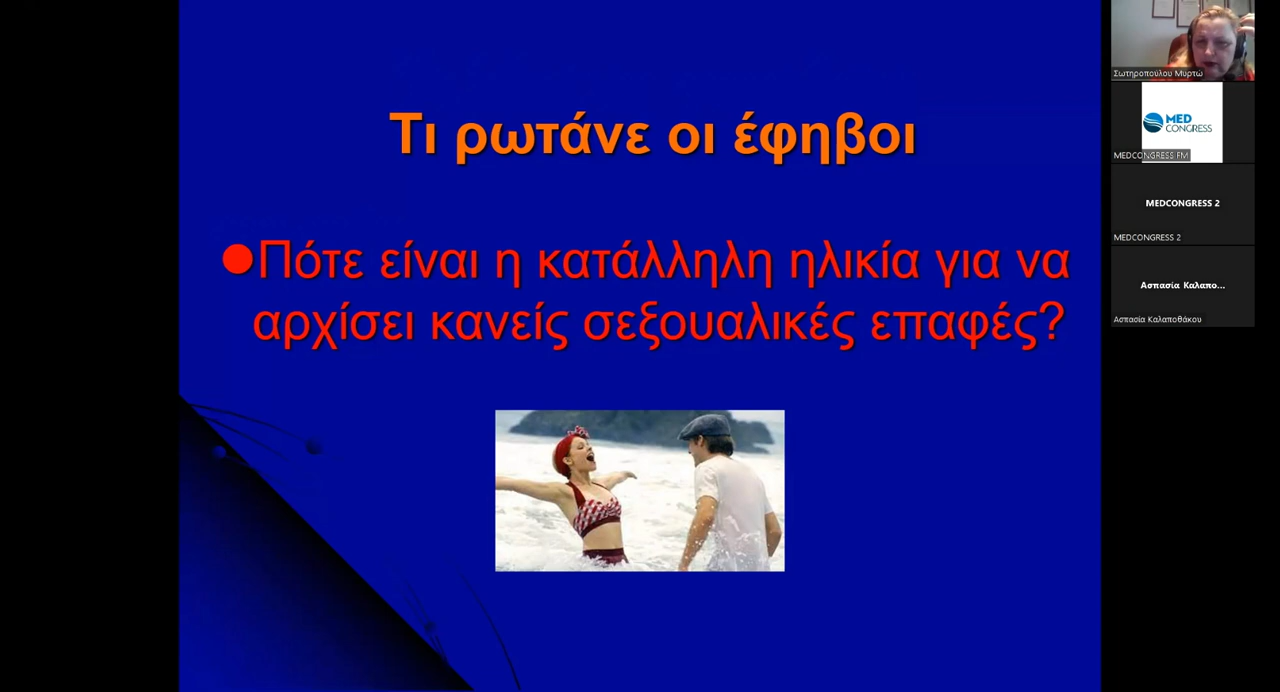 Τι ρωτάνε οι έφηβοι
●Πότε είναι η κατάλληλη ηλικία για να
αρχίσει κανείς σεξουαλικές επαφές?
Σωτηροπούλου Μυρτώ
MED
CONGRESS
MEDCONGRESS FM
MEDCONGRESS 2
MEDCONGRESS 2
Ασπασία Καλαπο...
Ασπασία Καλαποθάκου